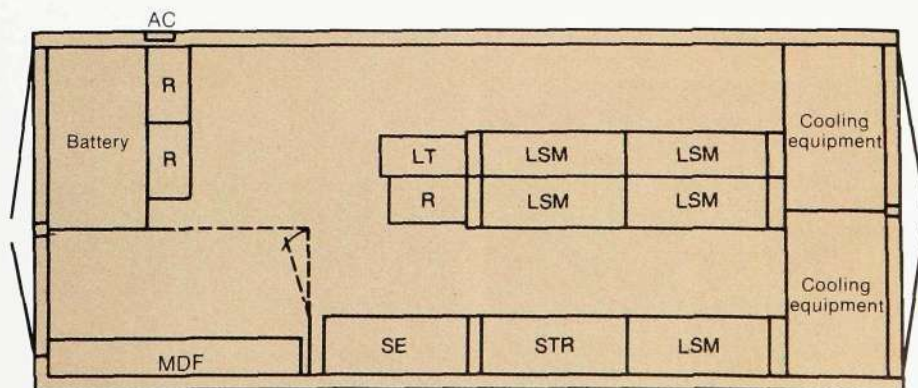 AC
R
Battery
R
Cooling
equipment
LT
LSM
LSM
R
LSM
LSM
Cooling
equipment
MDF
SE
STR
LSM